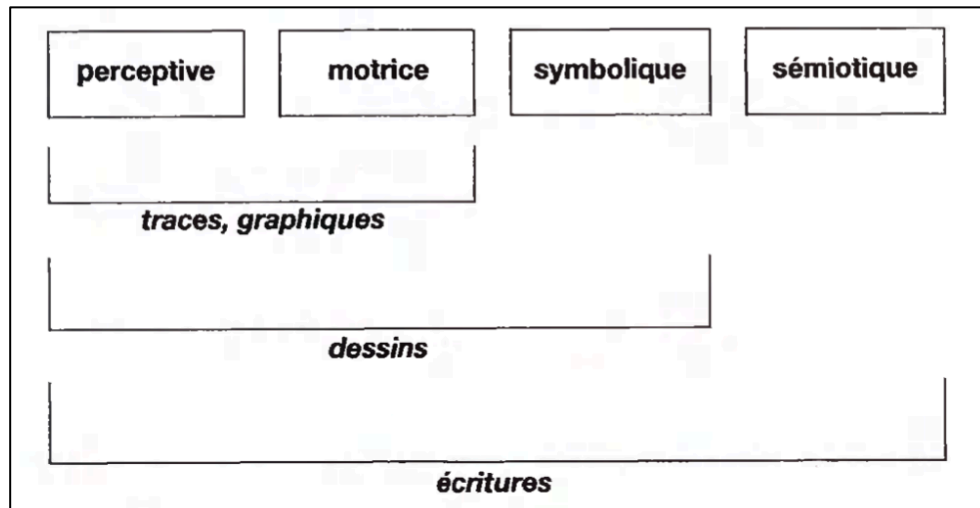 perceptive motrice symbolique sémiotique
traces, graphiques
dessins
écritures